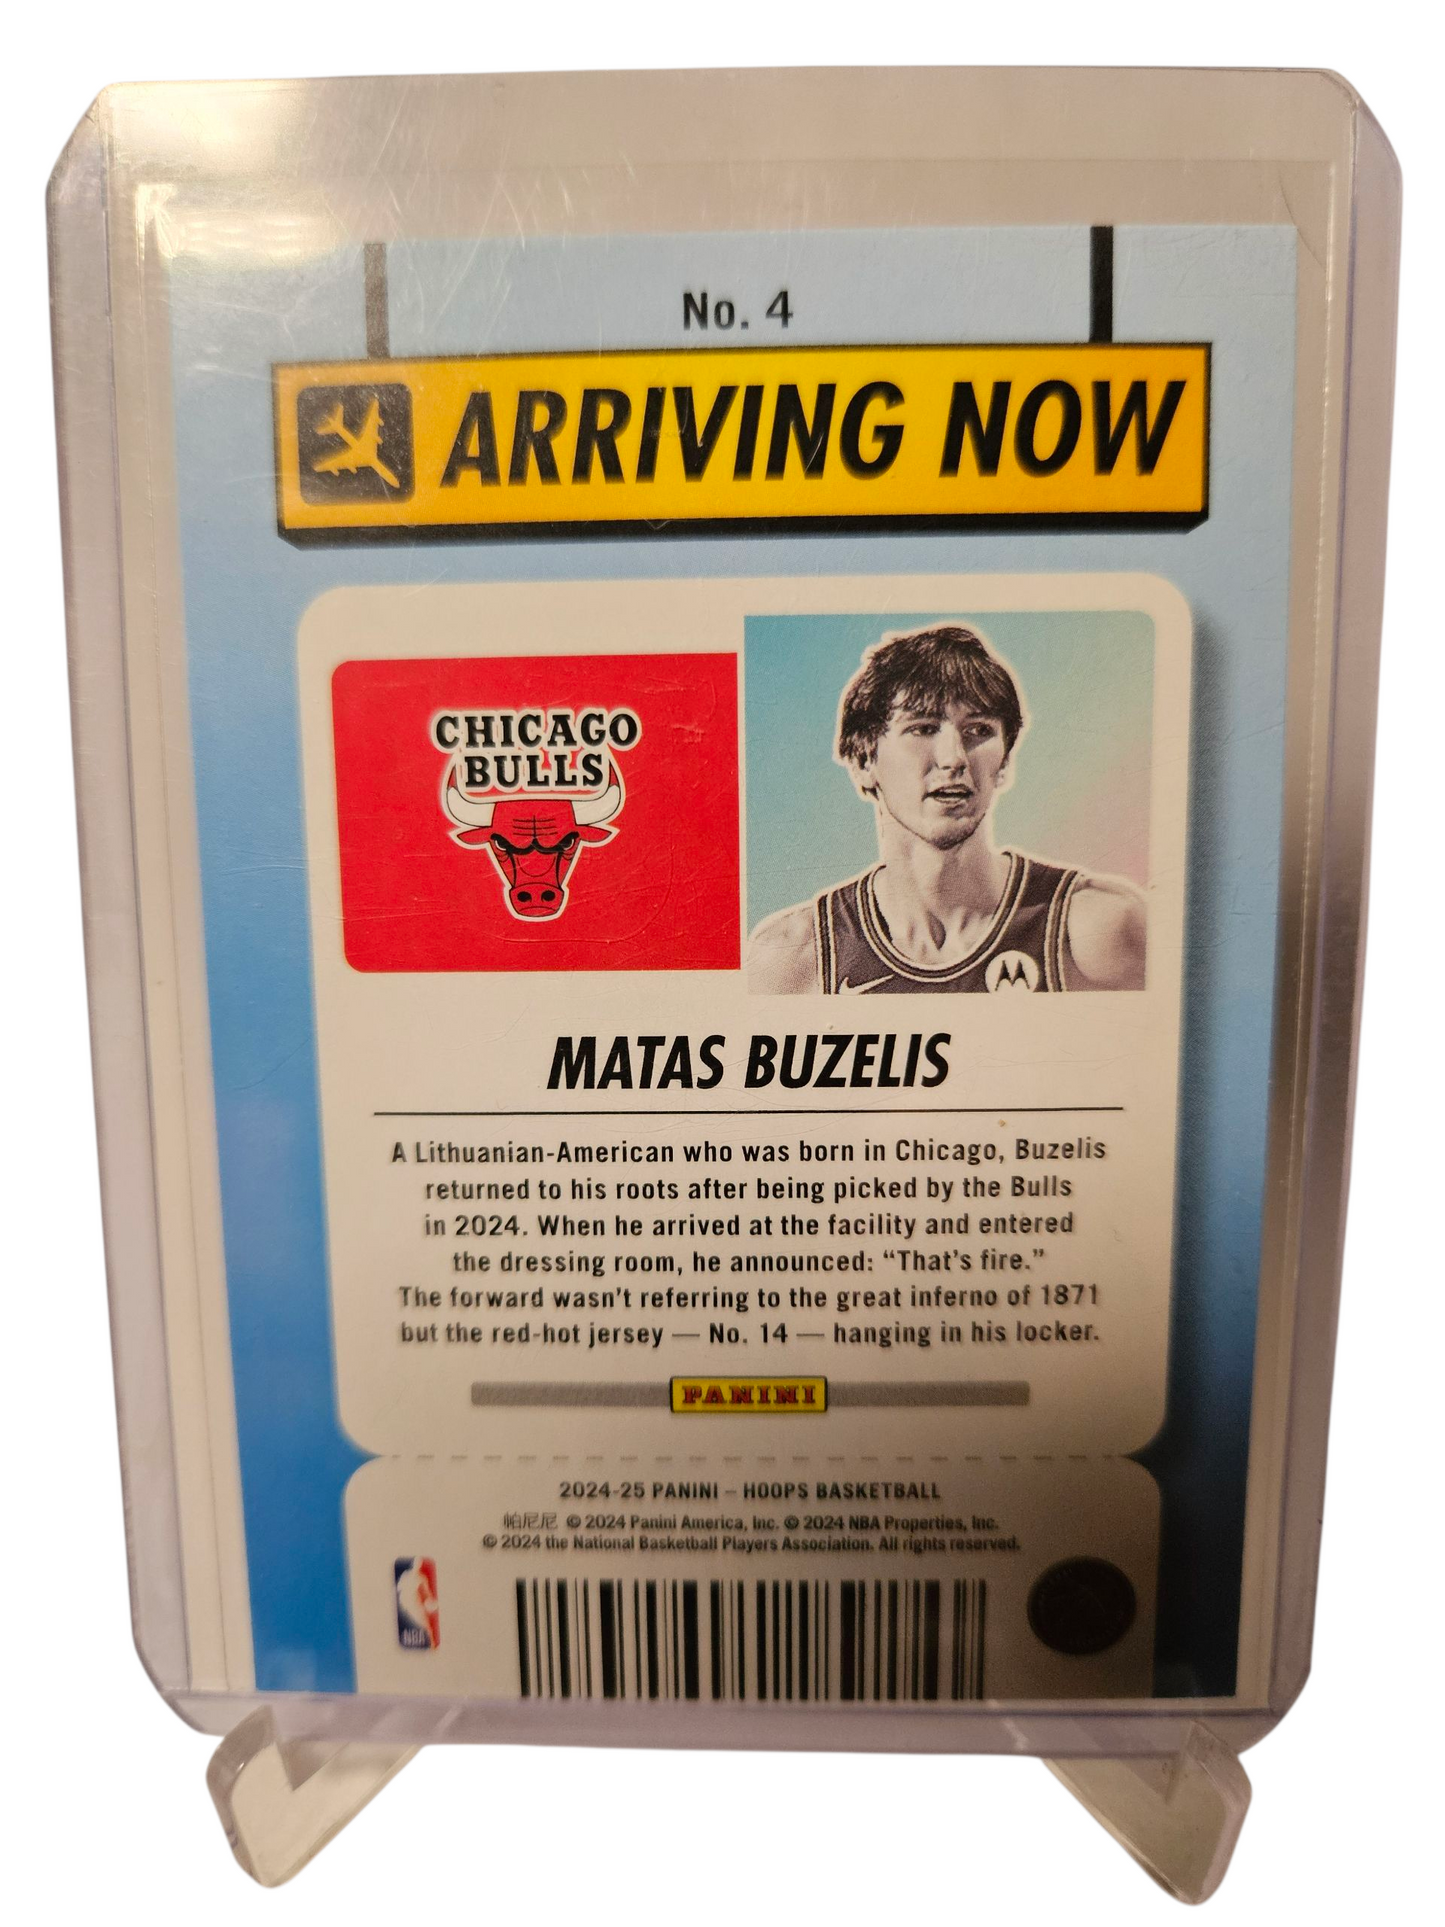 No. 4
ARRIVING NOW
CHICAGO
BULLS
MATAS BUZELIS
A Lithuanian-American who was born in Chicago, Buzelis
returned to his roots after being picked by the Bulls
in 2024. When he arrived at the facility and entered
the dressing room, he announced: “That's fire.”
The forward wasn't referring to the great inferno of 1871
but the red-hot jersey — No. 14 — hanging in his locker.
PANINI
2024-25 PANINI – HOOPS BASKETBALL
帕尼尼 © 2024 Panini America, Inc. © 2024 NBA Properties, Inc.
© 2024 the National Basketball Players Association. All rights reserved.
NBA